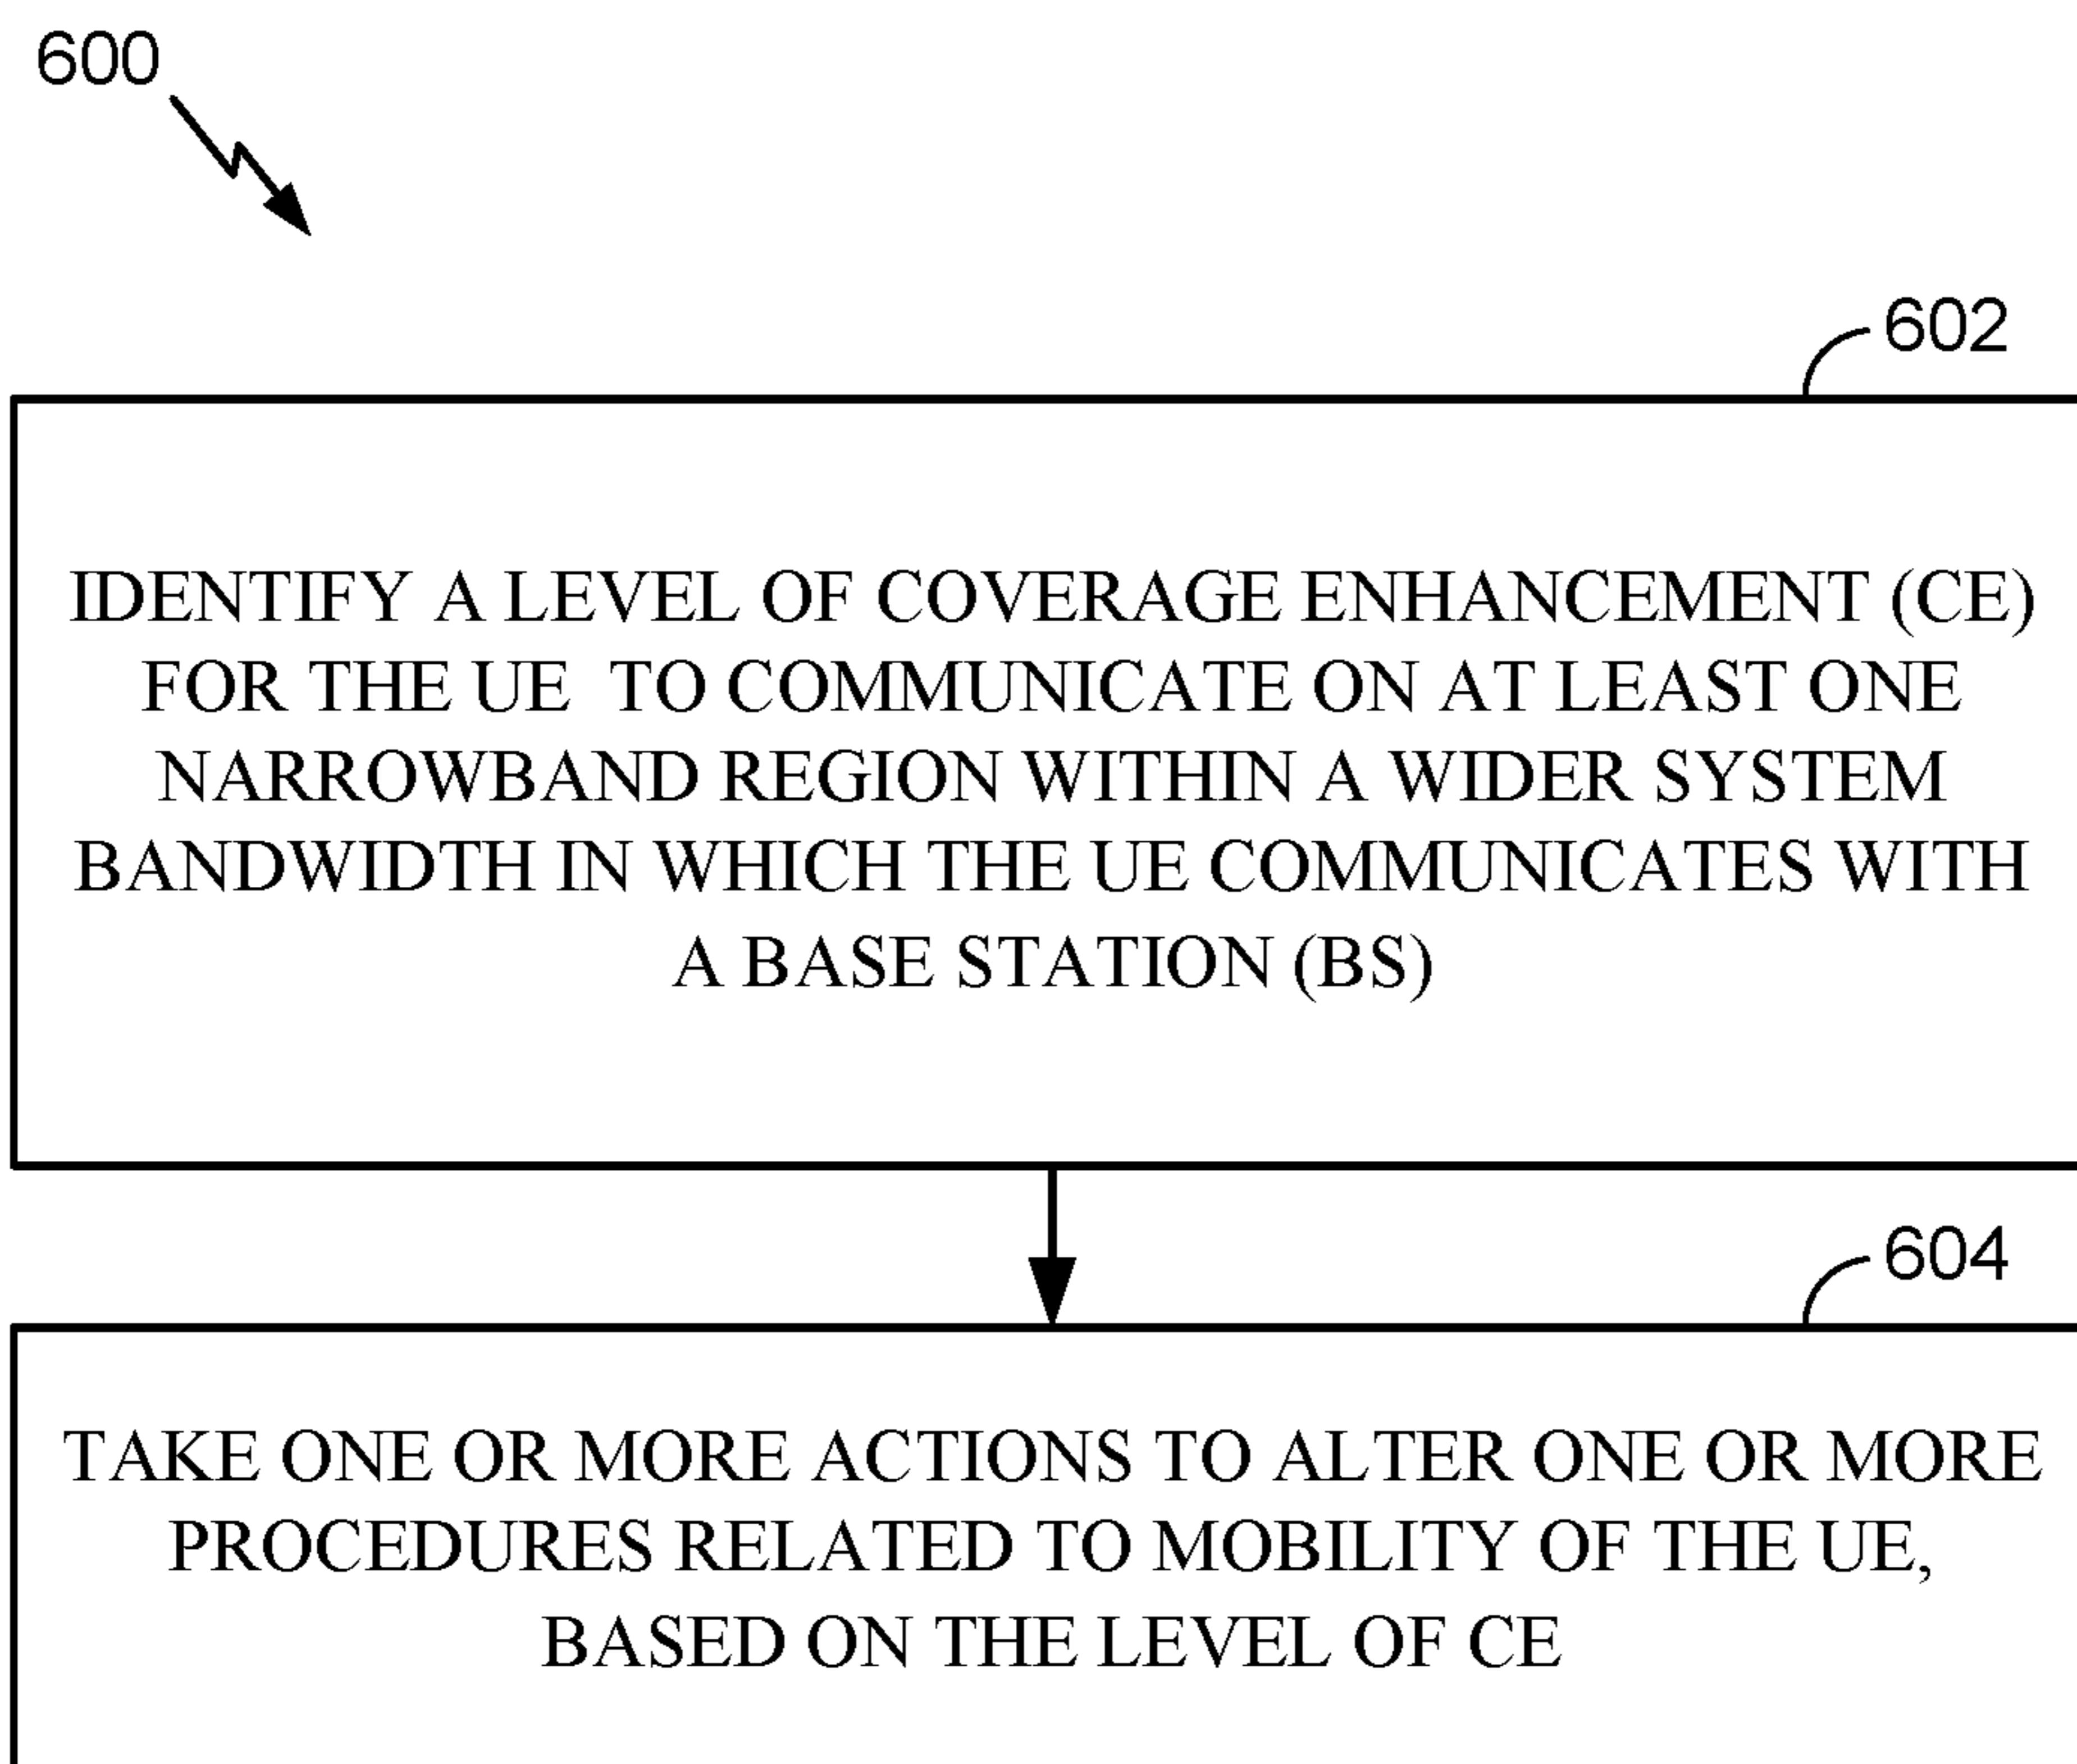 600
602
IDENTIFY A LEVEL OF COVERAGE ENHANCEMENT (CE)
FOR THE UE TO COMMUNICATE ON AT LEAST ONE
NARROWBAND REGION WITHIN A WIDER SYSTEM
BANDWIDTH IN WHICH THE UE COMMUNICATES WITH
A BASE STATION (BS)
604
TAKE ONE OR MORE ACTIONS TO ALTER ONE OR MORE
PROCEDURES RELATED TO MOBILITY OF THE UE,
BASED ON THE LEVEL OF CE